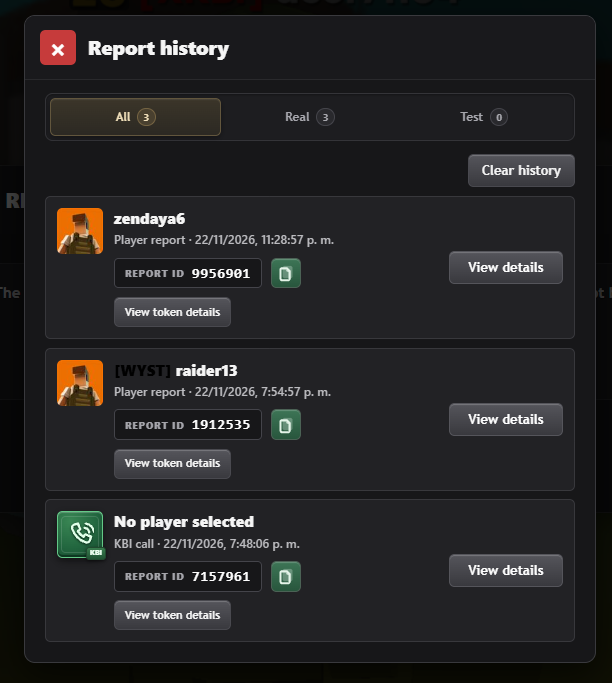 Report history
All 3
Real 3
Test 0
Clear history
zendaya6
Player report · 22/11/2026, 11:28:57 p. m.
REPORT ID 9956901
View details
View token details
[WYST] raider13
Player report · 22/11/2026, 7:54:57 p. m.
REPORT ID 1912535
View details
View token details
KBI
No player selected
KBI call · 22/11/2026, 7:48:06 p. m.
REPORT ID 7157961
View details
View token details